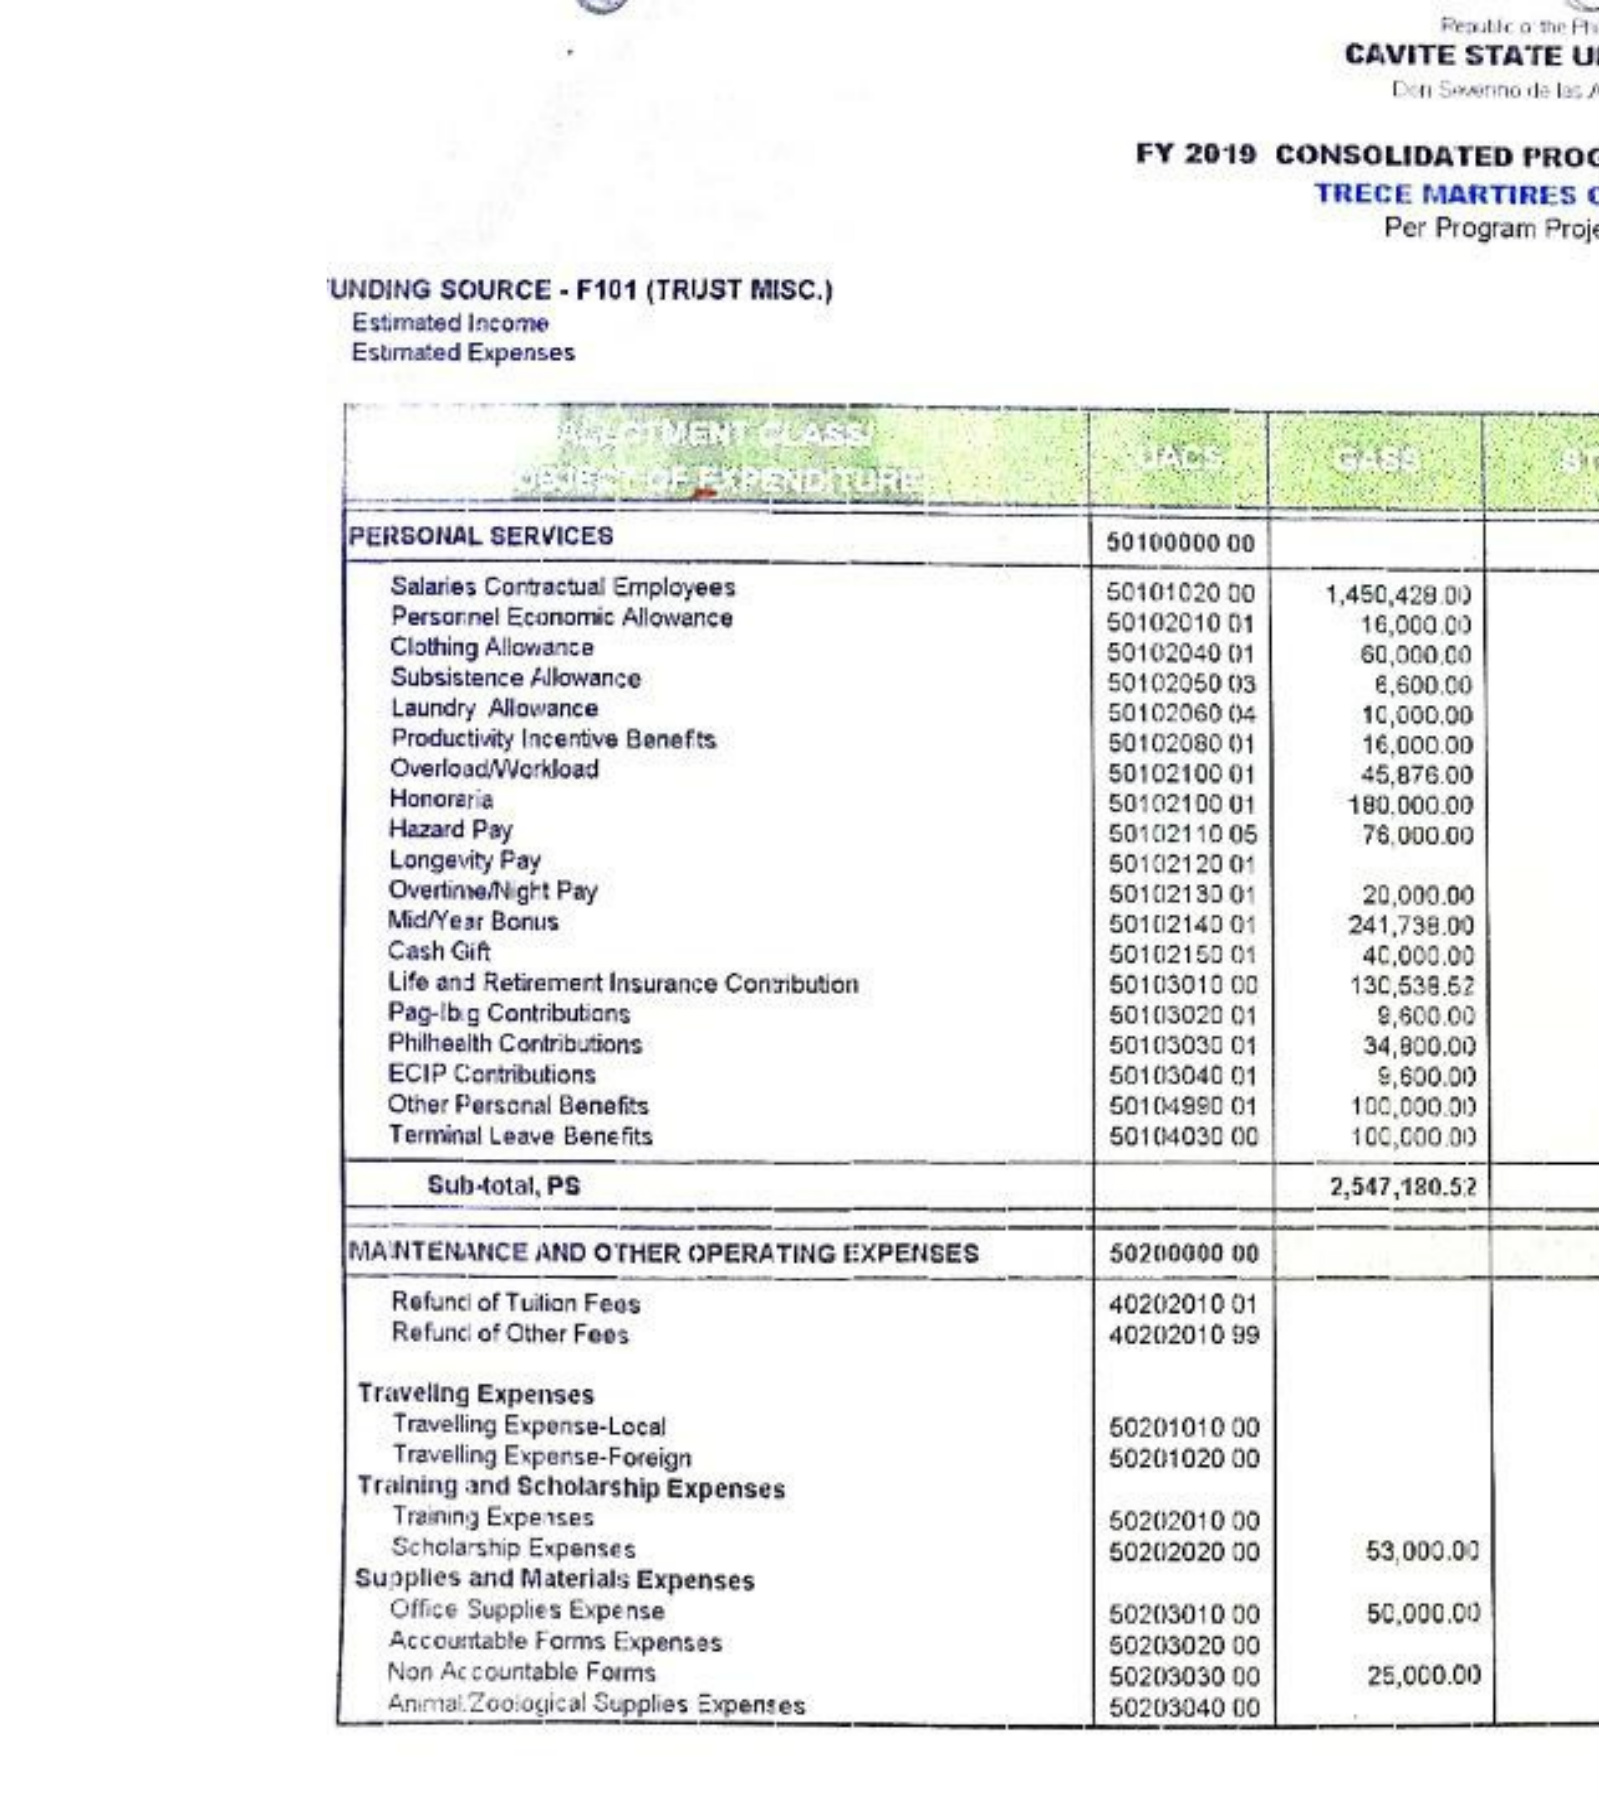 Republic of the Ph
CAVITE STATE U
Don Severino de las A
FY 2019 CONSOLIDATED PROG
TRECE MARTIRES C
Per Program Proje
UNDING SOURCE - F101 (TRUST MISC.)
Estimated Income
Estimated Expenses
ALLOTMENT CLASS/
OBJECT OF EXPENDITURE UACS GASS ST
PERSONAL SERVICES 50100000 00
Salaries Contractual Employees 50101020 00 1,450,428.00
Personnel Economic Allowance 50102010 01 16,000.00
Clothing Allowance 50102040 01 60,000.00
Subsistence Allowance 50102050 03 6,600.00
Laundry Allowance 50102060 04 10,000.00
Productivity Incentive Benefits 50102080 01 16,000.00
Overload/Workload 50102100 01 45,876.00
Honoraria 50102100 01 180,000.00
Hazard Pay 50102110 05 76,000.00
Longevity Pay 50102120 01
Overtime/Night Pay 50102130 01 20,000.00
Mid/Year Bonus 50102140 01 241,738.00
Cash Gift 50102150 01 40,000.00
Life and Retirement Insurance Contribution 50103010 00 130,538.52
Pag-Ibig Contributions 50103020 01 9,600.00
Philhealth Contributions 50103030 01 34,800.00
ECIP Contributions 50103040 01 9,600.00
Other Personal Benefits 50104990 01 100,000.00
Terminal Leave Benefits 50104030 00 100,000.00
Sub-total, PS 2,547,180.52
MAINTENANCE AND OTHER OPERATING EXPENSES 50200000 00
Refund of Tuition Fees 40202010 01
Refund of Other Fees 40202010 99
Traveling Expenses
Travelling Expense-Local 50201010 00
Travelling Expense-Foreign 50201020 00
Training and Scholarship Expenses
Training Expenses 50202010 00
Scholarship Expenses 50202020 00 53,000.00
Supplies and Materials Expenses
Office Supplies Expense 50203010 00 50,000.00
Accountable Forms Expenses 50203020 00
Non Accountable Forms 50203030 00 25,000.00
Animal/Zoological Supplies Expenses 50203040 00